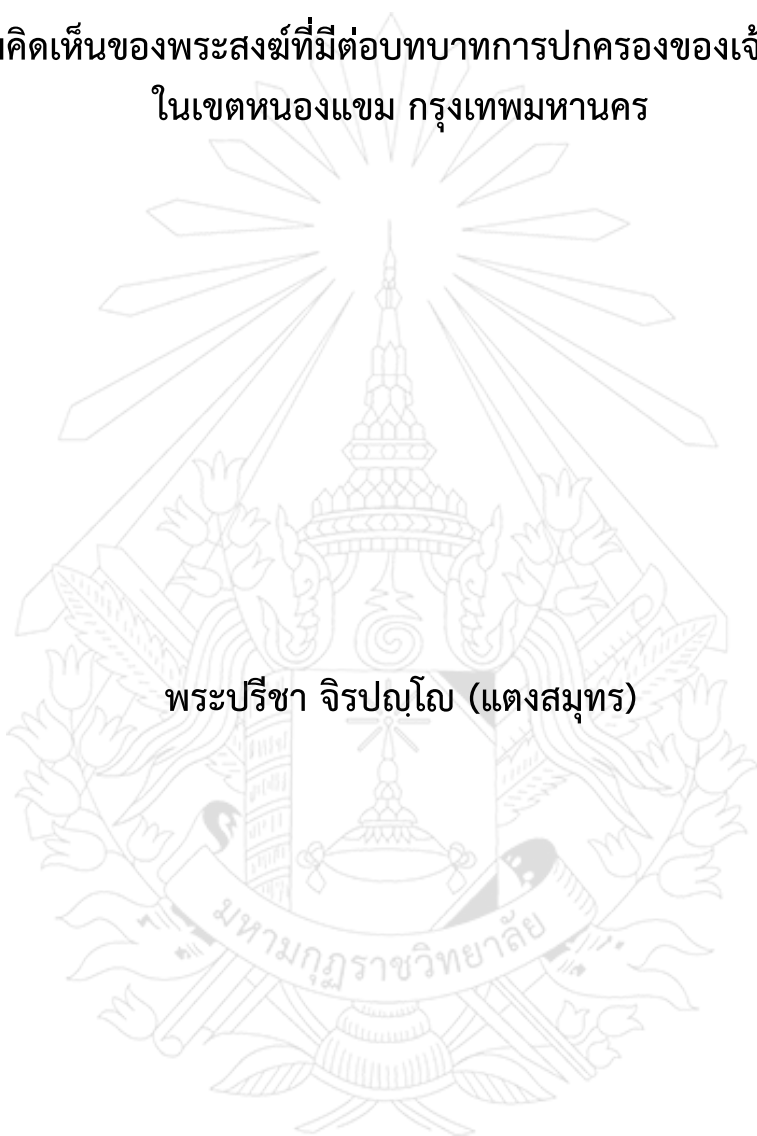 คิดเห็นของพระสงฆ์ที่มีต่อบทบาทการปกครองของเจ้
ในเขตหนองแขม กรุงเทพมหานคร
พระปรีชา จิรปญฺโญ (แตงสมุทร)
มหามกุฏราชวิทยาลัย